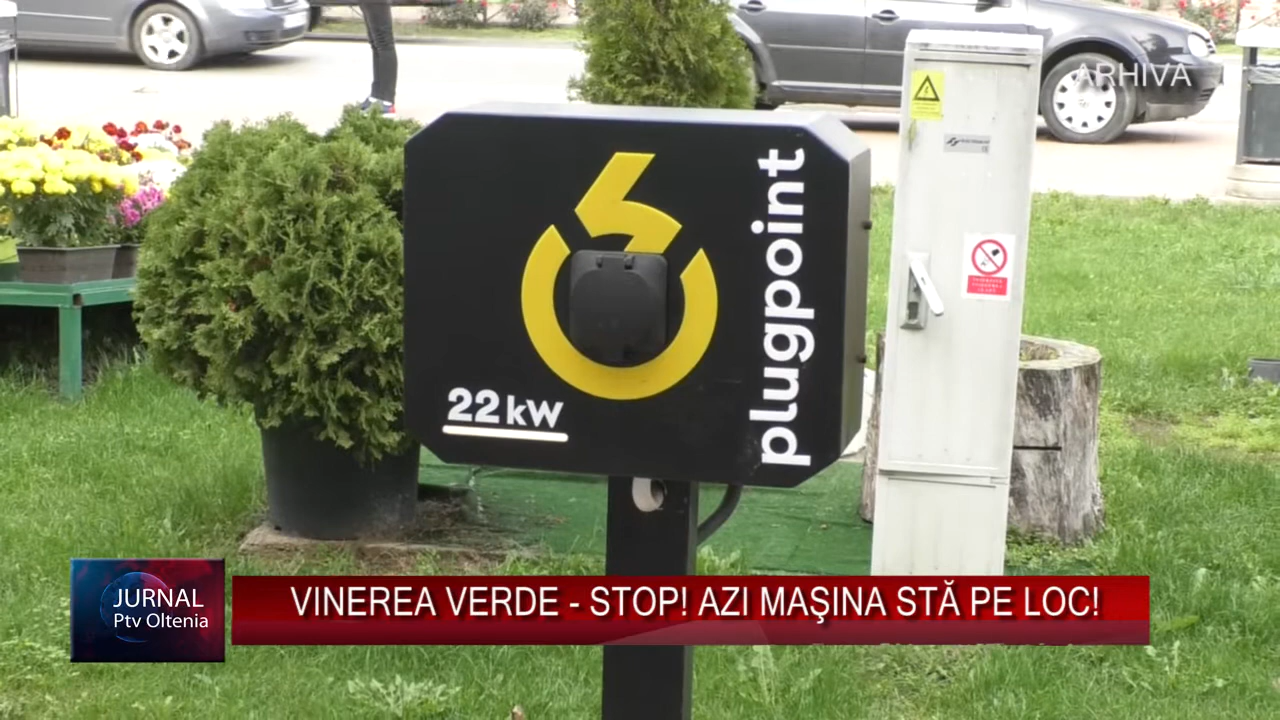 ARHIVA
plugpoint
22 kW
JURNAL
Ptv Oltenia
VINEREA VERDE - STOP! AZI MAŞINA STĂ PE LOC!